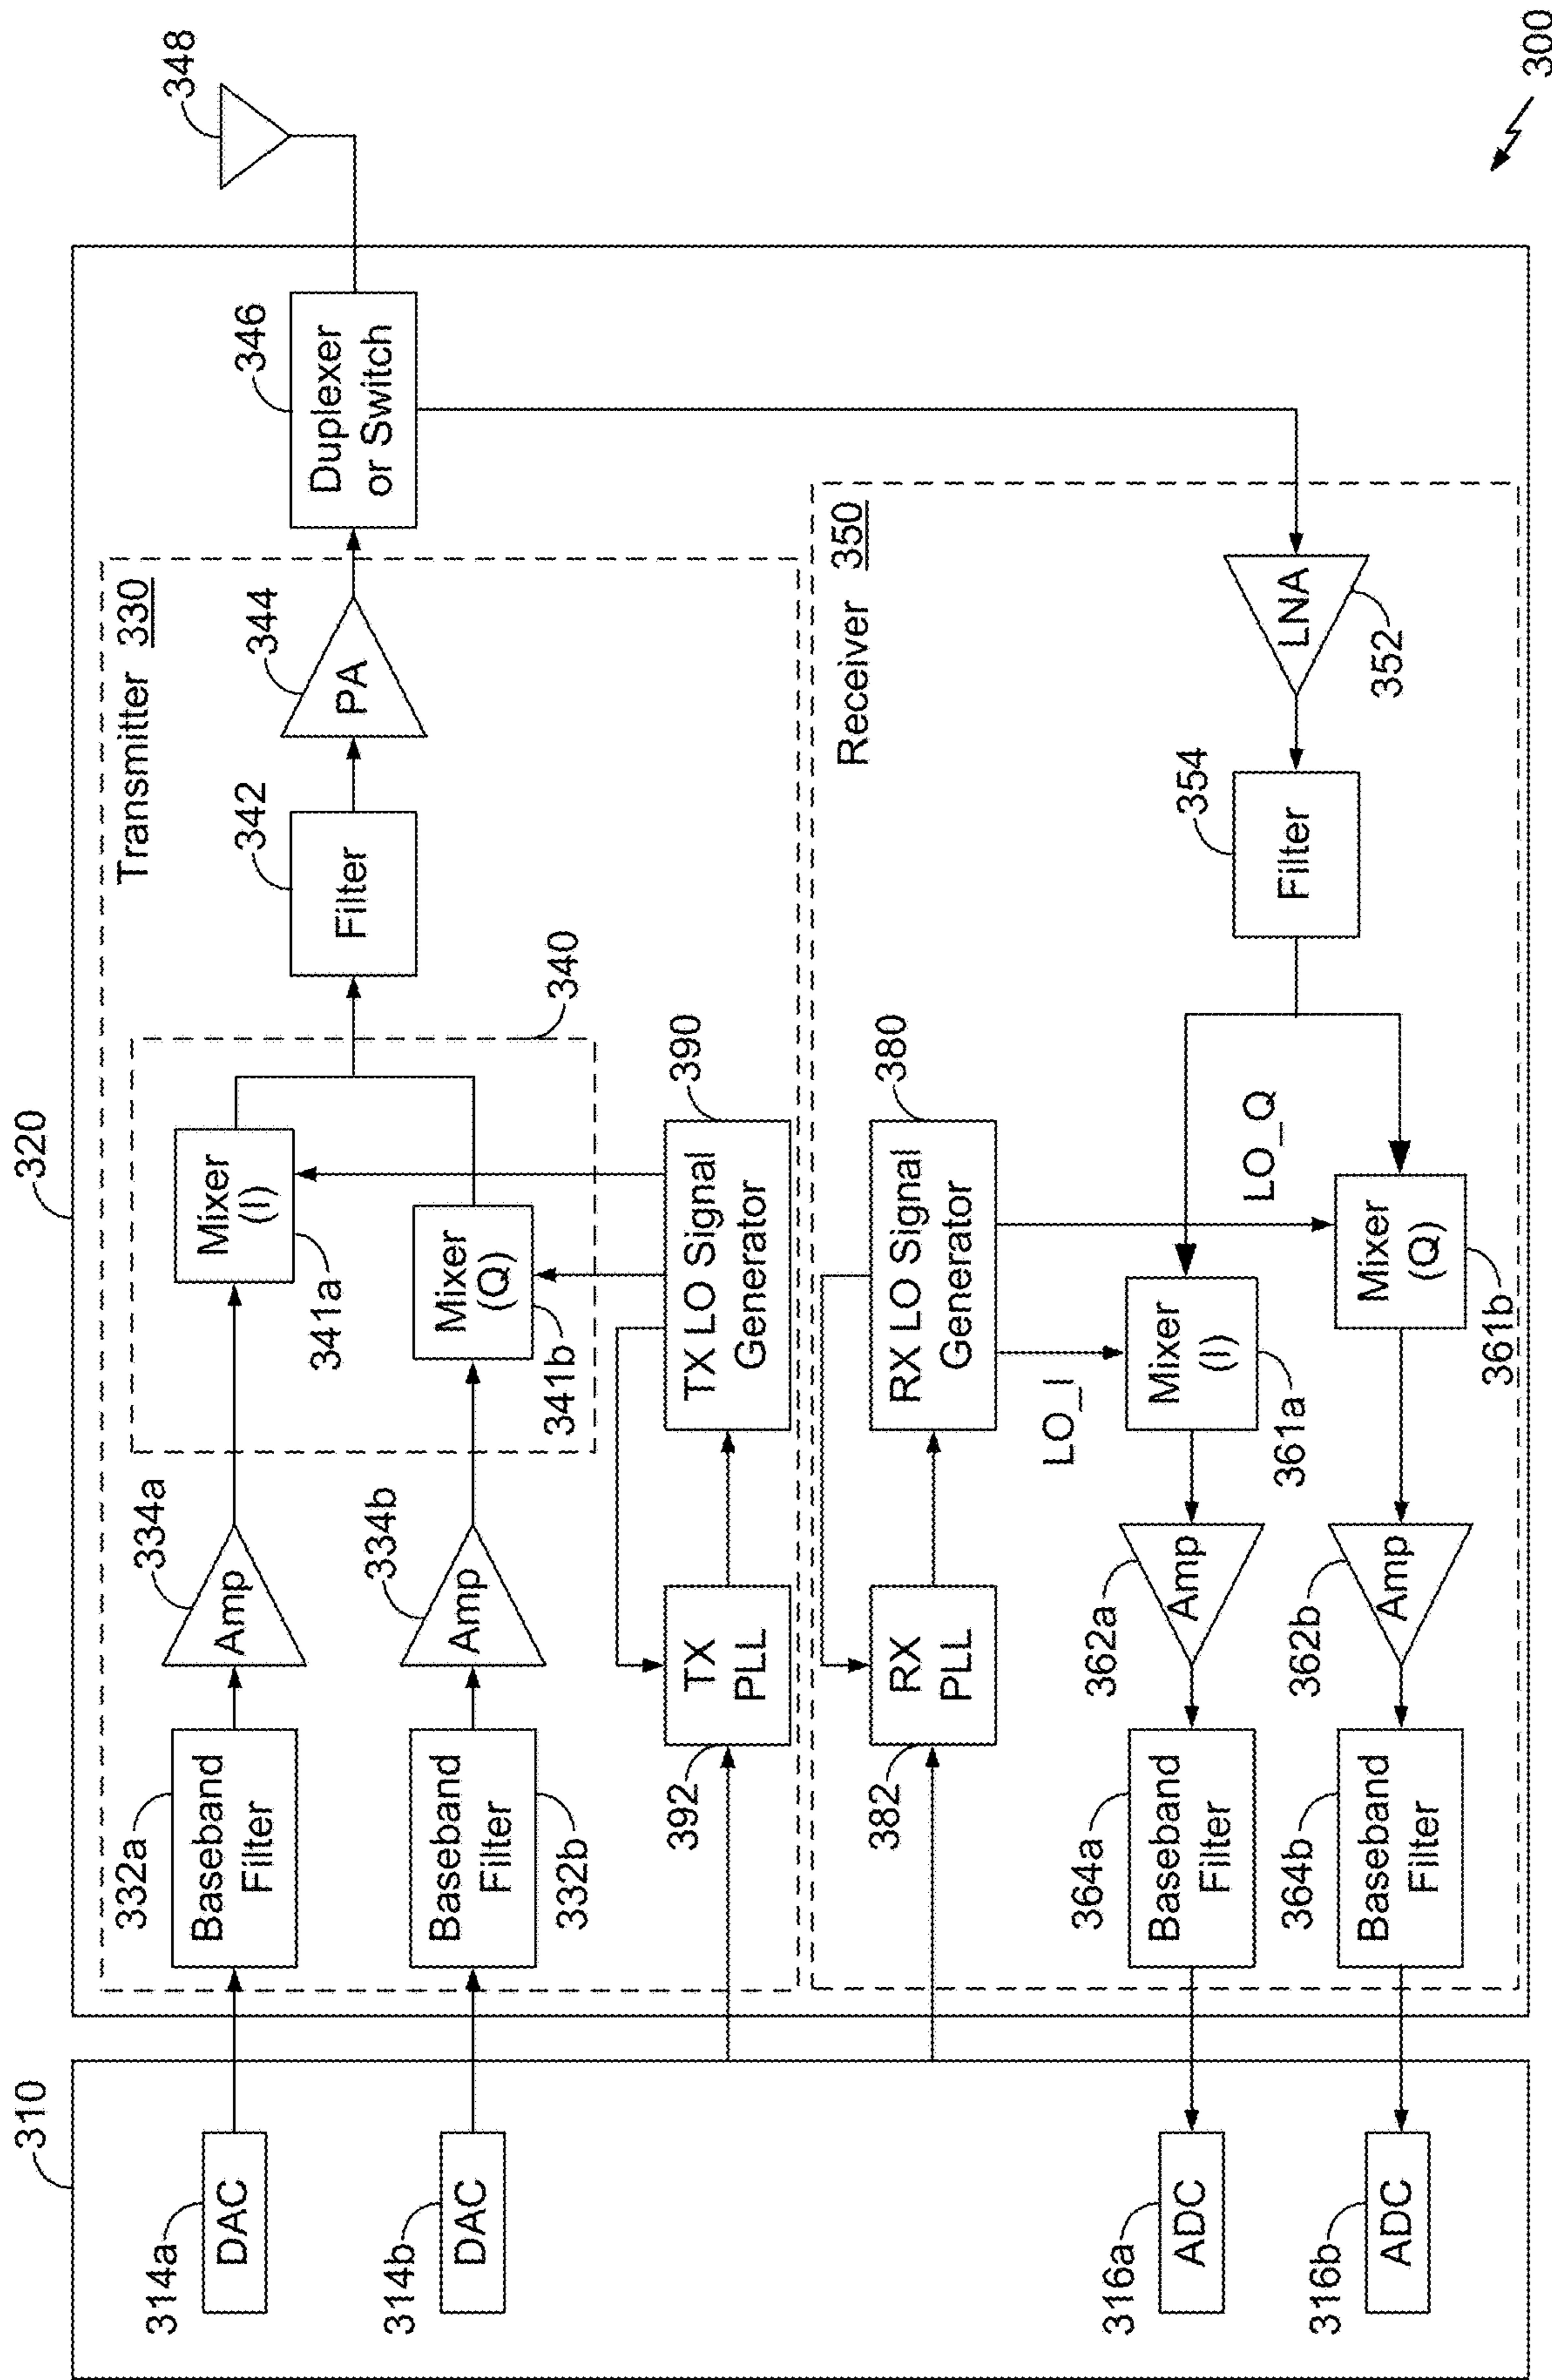 320
310
348
346
Duplexer
or Switch
Transmitter 330
332a
Baseband
Filter
334a
Amp
Mixer
(I)
341a
342
Filter
344
PA
340
314a
DAC
314b
DAC
332b
Baseband
Filter
334b
Amp
Mixer
(Q)
341b
392
TX
PLL
TX LO Signal
Generator
390
Receiver 350
382
RX
PLL
RX LO Signal
Generator
380
LO_I
LO_Q
316a
ADC
364a
Baseband
Filter
362a
Amp
Mixer
(I)
361a
354
Filter
LNA
352
316b
ADC
364b
Baseband
Filter
362b
Amp
Mixer
(Q)
361b
300